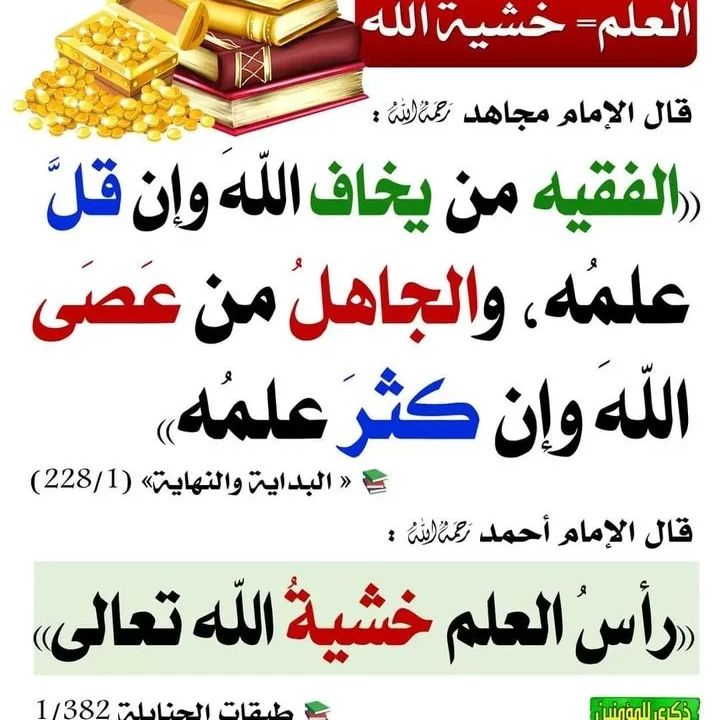 العلم= خشية الله
قال الإمام مجاهد رحمه الله :
((الفقيه من يخاف اللهَ وإن قلَّ
علمُه، والجاهلُ من عَصَى
اللهَ وإن كثرَ علمُه))
« البداية والنهاية» (228/1)
قال الإمام أحمد رحمه الله :
((رأسُ العلم خشيةُ الله تعالى))
طبقات الحنابلة 1/382
ذكرى للمؤمنين